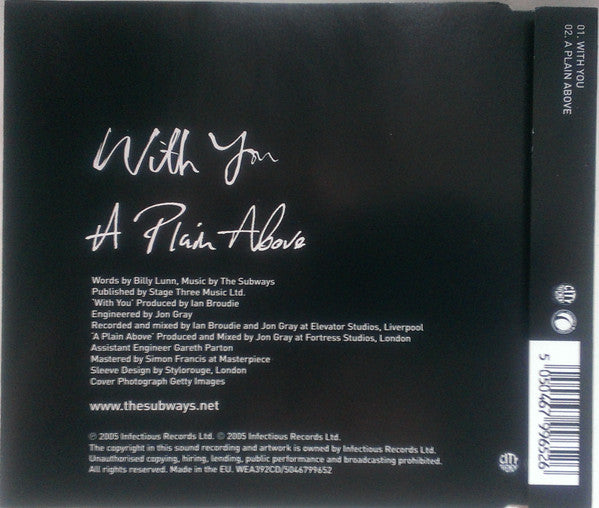 With You
A Plain Above
Words by Billy Lunn, Music by The Subways
Published by Stage Three Music Ltd.
'With You' Produced by Ian Broudie
Engineered by Jon Gray
Recorded and mixed by Ian Broudie and Jon Gray at Elevator Studios, Liverpool
'A Plain Above' Produced and Mixed by Jon Gray at Fortress Studios, London
Assistant Engineer Gareth Parton
Mastered by Simon Francis at Masterpiece
Sleeve Design by Stylorouge, London
Cover Photograph Getty Images
www.thesubways.net
℗ 2005 Infectious Records Ltd. © 2005 Infectious Records Ltd.
The copyright in this sound recording and artwork is owned by Infectious Records Ltd.
Unauthorised copying, hiring, lending, public performance and broadcasting prohibited.
All rights reserved. Made in the EU. WEA392CD/5046799652
CITY
01. WITH YOU
02. A PLAIN ABOVE
CITY
5 050467 996526